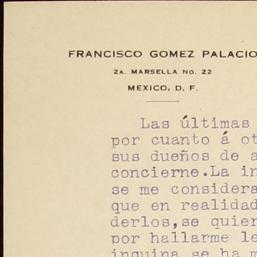 FRANCISCO GOMEZ PALACIO
2A. MARSELLA NO. 22
MEXICO, D. F.
Las últimas
por cuanto á ot
sus dueños de a
concierne.La in
se me considera
que en realidad
derlos,se quier
por hallarme le
inquina se ha m